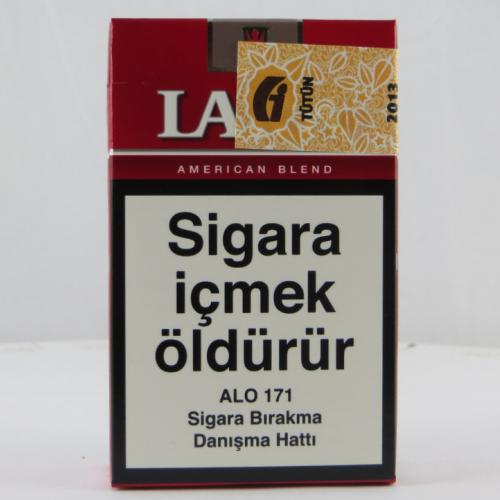 LA
TÜTÜN
2013
AMERICAN BLEND
Sigara
içmek
öldürür
ALO 171
Sigara Bırakma
Danışma Hattı